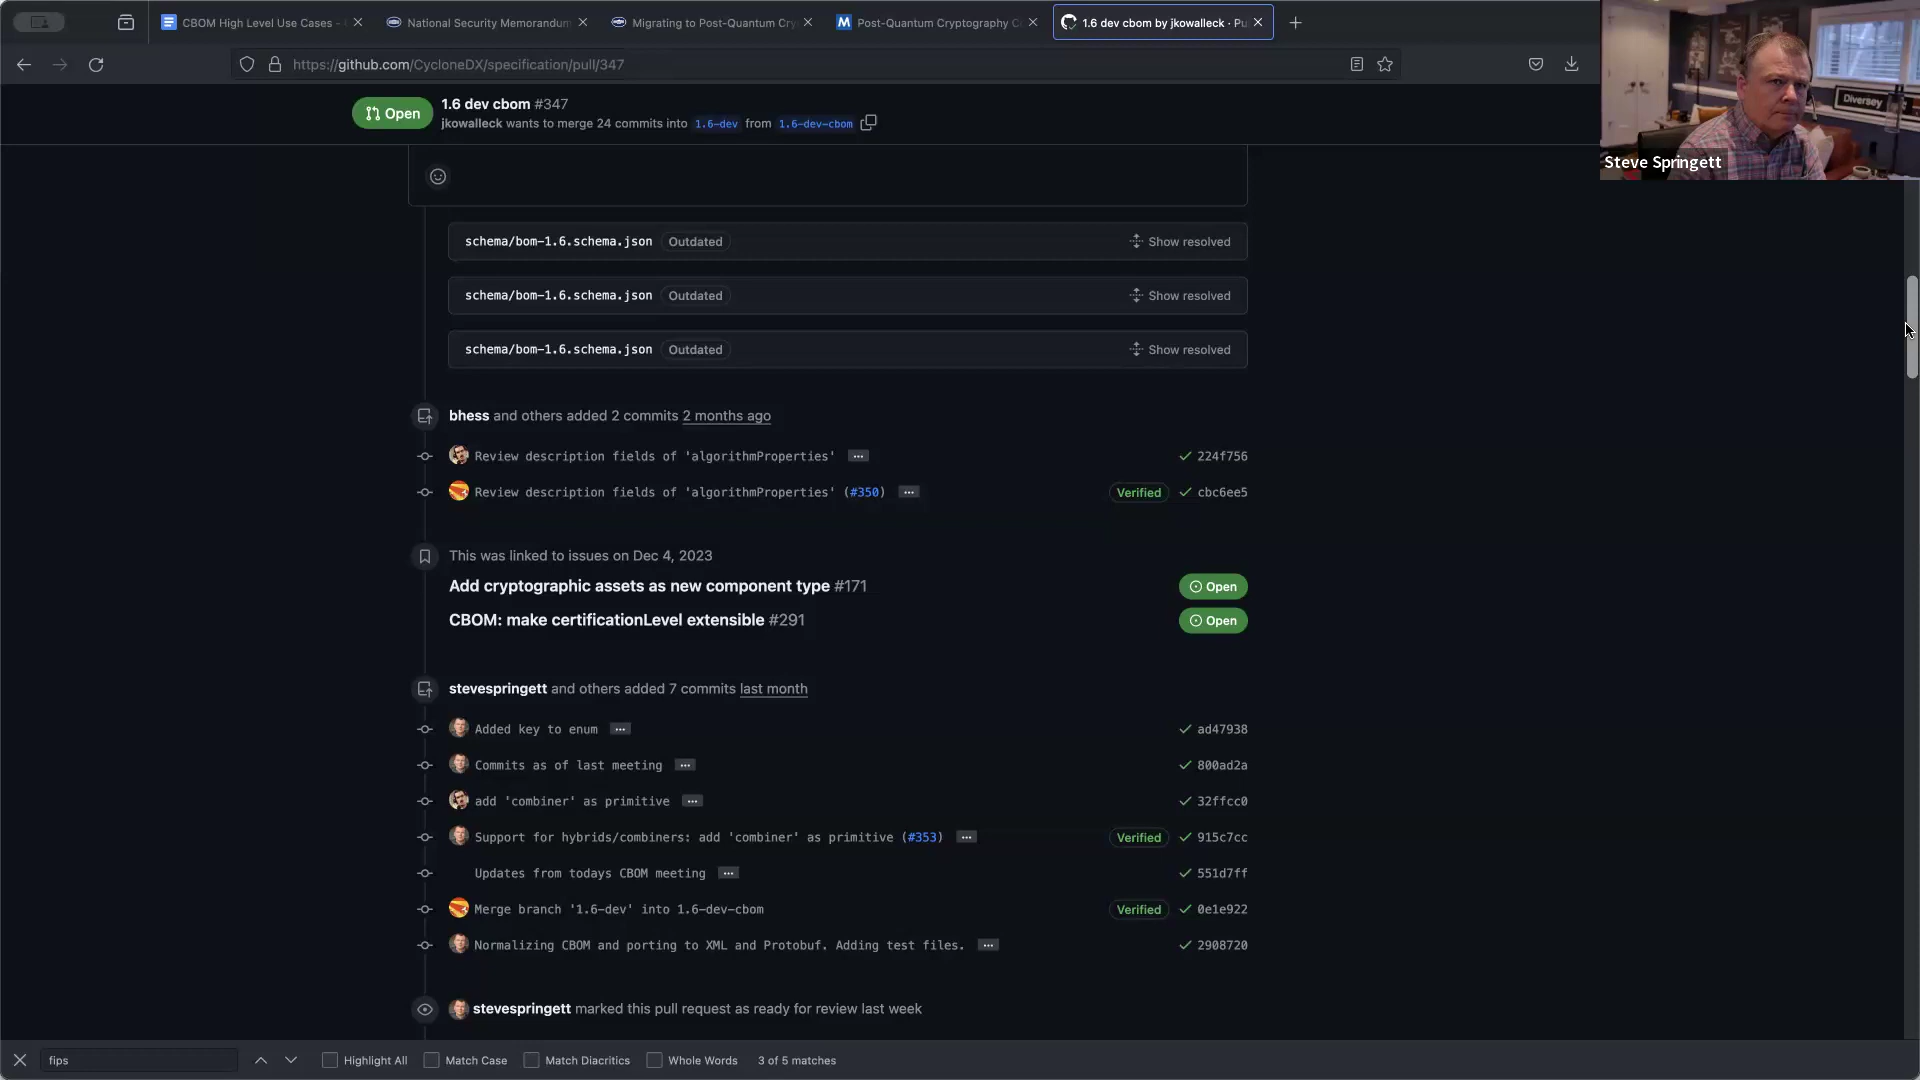 CBOM High Level Use Cases -
National Security Memorandum
Migrating to Post-Quantum Cry
Post-Quantum Cryptography C
1.6 dev cbom by jkowalleck · Pu
https://github.com/CycloneDX/specification/pull/347
Diversey
Steve Springett
Open
1.6 dev cbom #347
jkowalleck wants to merge 24 commits into 1.6-dev from 1.6-dev-cbom
schema/bom-1.6.schema.json Outdated Show resolved
schema/bom-1.6.schema.json Outdated Show resolved
schema/bom-1.6.schema.json Outdated Show resolved
bhess and others added 2 commits 2 months ago
Review description fields of 'algorithmProperties' ... 224f756
Review description fields of 'algorithmProperties' (#350) ... Verified cbc6ee5
This was linked to issues on Dec 4, 2023
Add cryptographic assets as new component type #171 Open
CBOM: make certificationLevel extensible #291 Open
stevespringett and others added 7 commits last month
Added key to enum ... ad47938
Commits as of last meeting ... 800ad2a
add 'combiner' as primitive ... 32ffcc0
Support for hybrids/combiners: add 'combiner' as primitive (#353) ... Verified 915c7cc
Updates from todays CBOM meeting ... 551d7ff
Merge branch '1.6-dev' into 1.6-dev-cbom Verified 0e1e922
Normalizing CBOM and porting to XML and Protobuf. Adding test files. ... 2908720
stevespringett marked this pull request as ready for review last week
fips Highlight All Match Case Match Diacritics Whole Words 3 of 5 matches